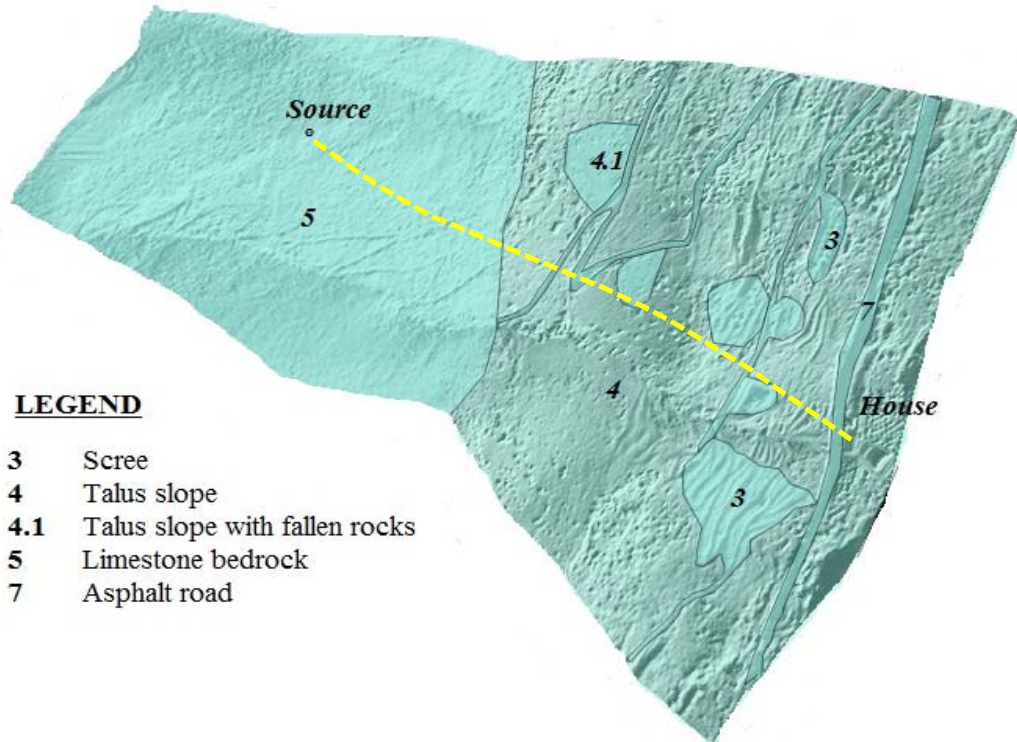 Source
4.1
5
3
7
4
House
3
LEGEND
3 Scree
4 Talus slope
4.1 Talus slope with fallen rocks
5 Limestone bedrock
7 Asphalt road